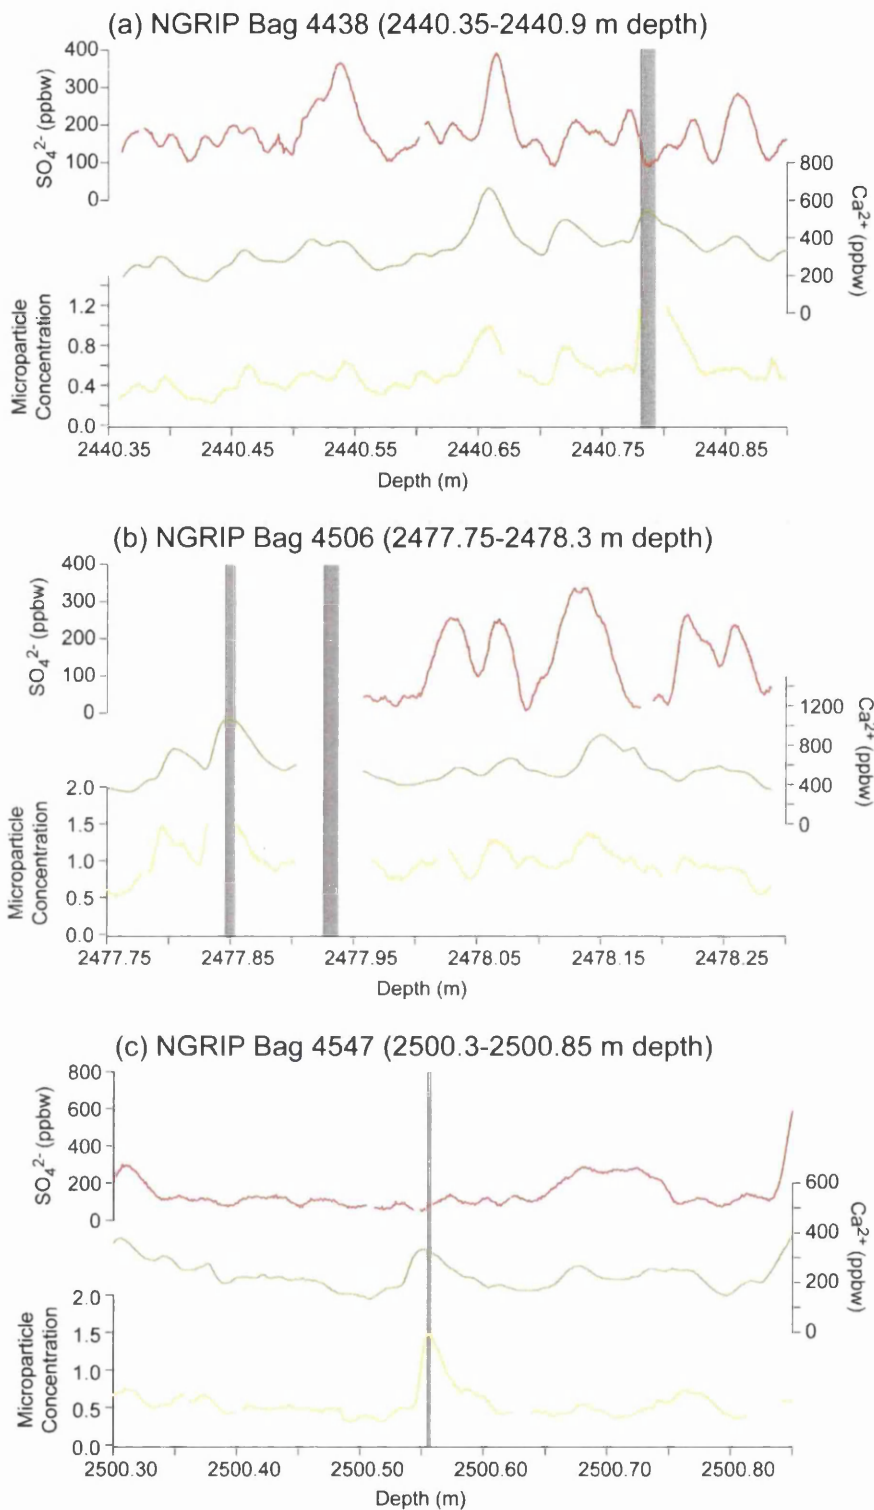 (a) NGRIP Bag 4438 (2440.35-2440.9 m depth)
SO₄²⁻ (ppbw)
400
300
200
100
0
Ca²⁺ (ppbw)
800
600
400
200
0
Microparticle
Concentration
1.2
0.8
0.4
0.0
2440.35 2440.45 2440.55 2440.65 2440.75 2440.85
Depth (m)
(b) NGRIP Bag 4506 (2477.75-2478.3 m depth)
SO₄²⁻ (ppbw)
400
300
200
100
0
Ca²⁺ (ppbw)
1200
800
400
0
Microparticle
Concentration
2.0
1.5
1.0
0.5
0.0
2477.75 2477.85 2477.95 2478.05 2478.15 2478.25
Depth (m)
(c) NGRIP Bag 4547 (2500.3-2500.85 m depth)
SO₄²⁻ (ppbw)
800
600
400
200
0
Ca²⁺ (ppbw)
600
400
200
0
Microparticle
Concentration
2.0
1.5
1.0
0.5
0.0
2500.30 2500.40 2500.50 2500.60 2500.70 2500.80
Depth (m)